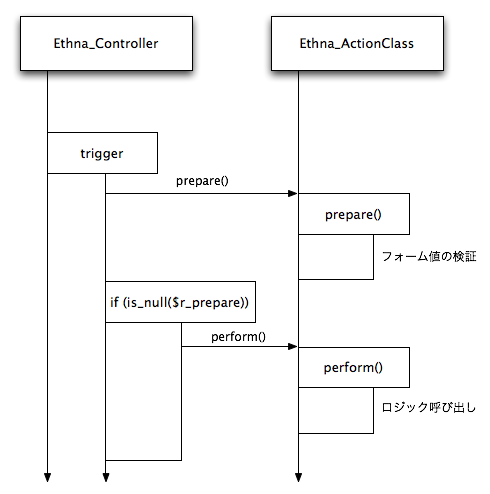 Ethna_Controller
Ethna_ActionClass
trigger
prepare()
prepare()
フォーム値の検証
if (is_null($r_prepare))
perform()
perform()
ロジック呼び出し